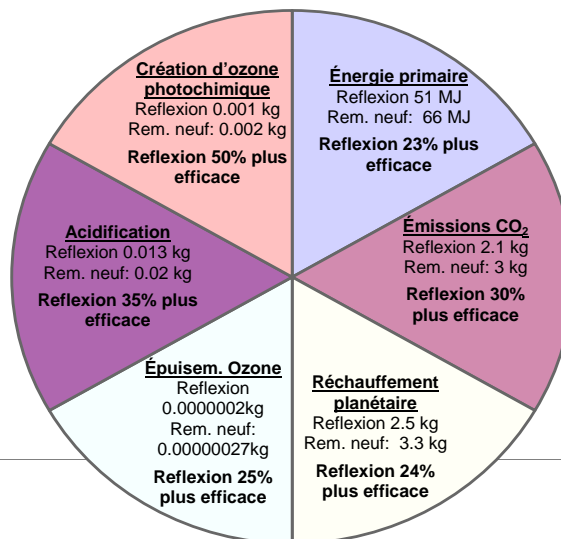 Création d'ozone
photochimique
Reflexion 0.001 kg
Rem. neuf: 0.002 kg
Reflexion 50% plus
efficace
Énergie primaire
Reflexion 51 MJ
Rem. neuf: 66 MJ
Reflexion 23% plus
efficace
Émissions CO₂
Reflexion 2.1 kg
Rem. neuf: 3 kg
Reflexion 30%
plus efficace
Réchauffement
planétaire
Reflexion 2.5 kg
Rem. neuf: 3.3 kg
Reflexion 24%
plus efficace
Épuisem. Ozone
Reflexion
0.0000002kg
Rem. neuf:
0.00000027kg
Reflexion 25%
plus efficace
Acidification
Reflexion 0.013 kg
Rem. neuf: 0.02 kg
Reflexion 35% plus
efficace